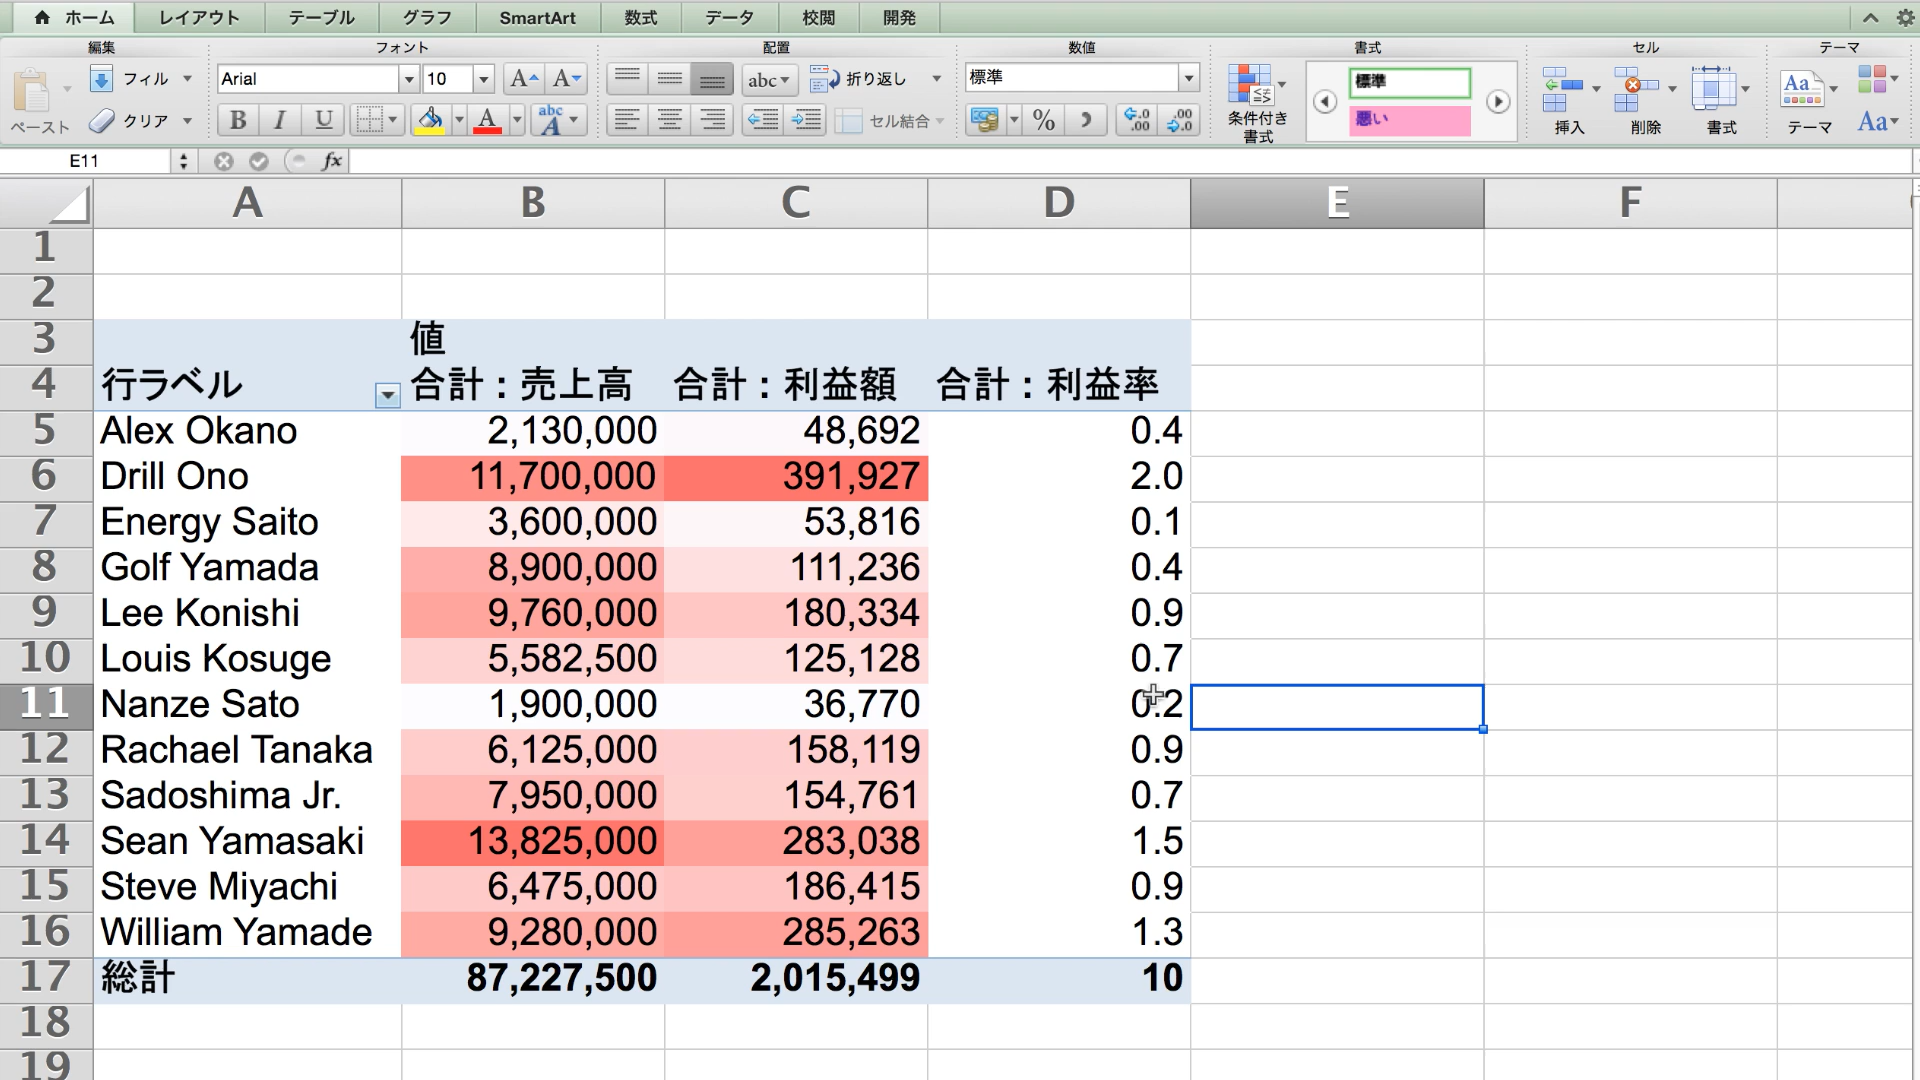 ホーム レイアウト テーブル グラフ SmartArt 数式 データ 校閲 開発
編集 フォント 配置 数値 書式 セル テーマ
ペースト フィル クリア
Arial 10
B I U A abc A
abc 折り返し セル結合
標準
% .0 .00 .00 .0
条件付き
書式
標準
悪い
挿入 削除 書式
Aa テーマ Aa
E11 fx
A B C D E F
1
2
3 値
4 行ラベル 合計：売上高 合計：利益額 合計：利益率
5 Alex Okano 2,130,000 48,692 0.4
6 Drill Ono 11,700,000 391,927 2.0
7 Energy Saito 3,600,000 53,816 0.1
8 Golf Yamada 8,900,000 111,236 0.4
9 Lee Konishi 9,760,000 180,334 0.9
10 Louis Kosuge 5,582,500 125,128 0.7
11 Nanze Sato 1,900,000 36,770 0.2
12 Rachael Tanaka 6,125,000 158,119 0.9
13 Sadoshima Jr. 7,950,000 154,761 0.7
14 Sean Yamasaki 13,825,000 283,038 1.5
15 Steve Miyachi 6,475,000 186,415 0.9
16 William Yamade 9,280,000 285,263 1.3
17 総計 87,227,500 2,015,499 10
18
19